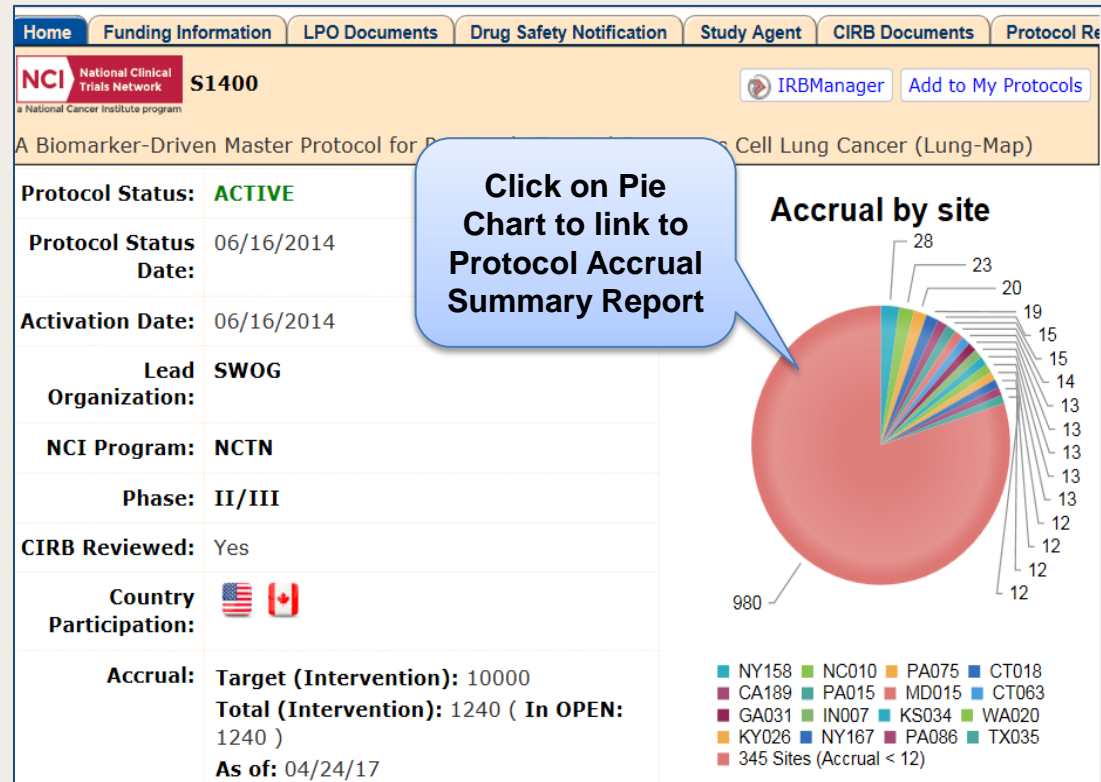 Home Funding Information LPO Documents Drug Safety Notification Study Agent CIRB Documents Protocol
NCI National Clinical Trials Network
a National Cancer Institute program
S1400
IRBManager Add to My Protocols
A Biomarker-Driven Master Protocol for Cell Lung Cancer (Lung-Map)
Click on Pie
Chart to link to
Protocol Accrual
Summary Report
Protocol Status: ACTIVE
Protocol Status 06/16/2014
Date:
Activation Date: 06/16/2014
Lead SWOG
Organization:
NCI Program: NCTN
Phase: II/III
CIRB Reviewed: Yes
Country
Participation:
Accrual: Target (Intervention): 10000
Total (Intervention): 1240 ( In OPEN:
1240 )
As of: 04/24/17
Accrual by site
28
23
20
19
15
15
14
13
13
13
13
13
12
12
12
12
980
NY158 NC010 PA075 CT018
CA189 PA015 MD015 CT063
GA031 IN007 KS034 WA020
KY026 NY167 PA086 TX035
345 Sites (Accrual < 12)